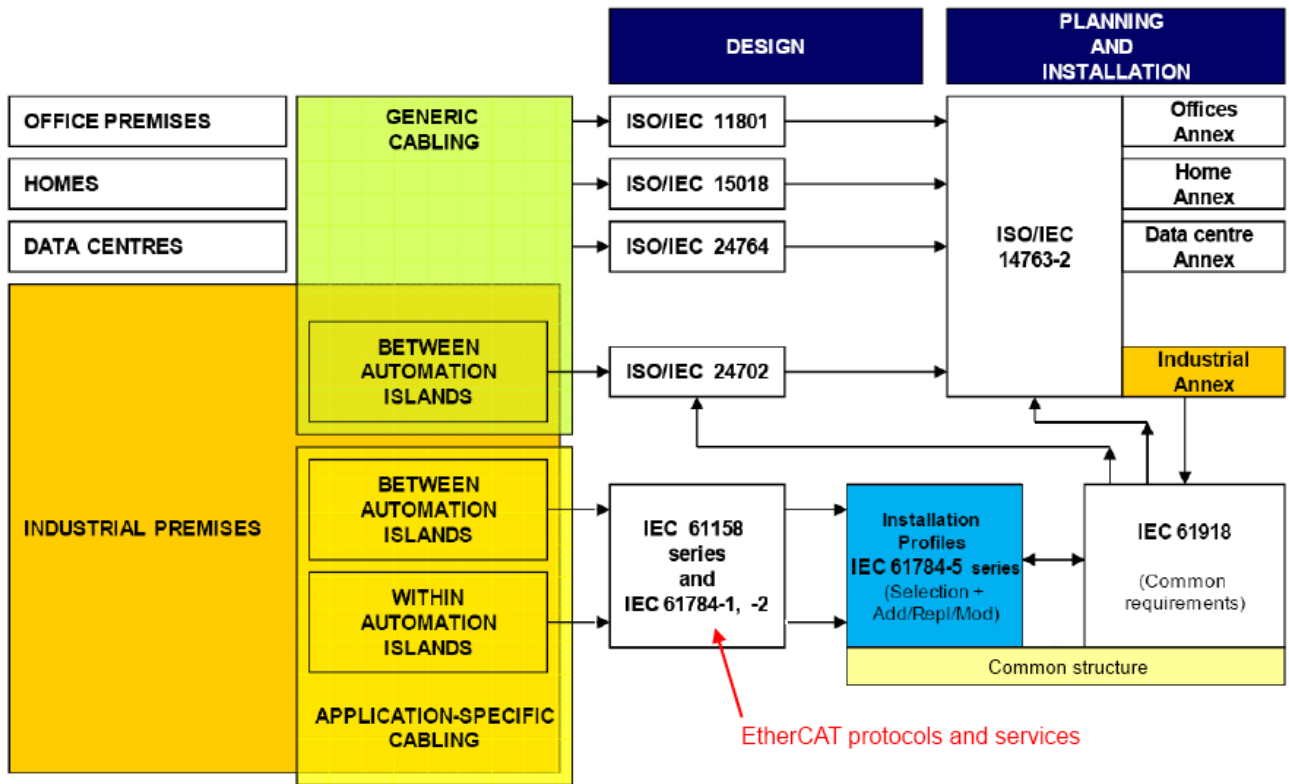 DESIGN
PLANNING
AND
INSTALLATION
OFFICE PREMISES
GENERIC
CABLING
ISO/IEC 11801
Offices
Annex
HOMES
ISO/IEC 15018
Home
Annex
DATA CENTRES
ISO/IEC 24764
ISO/IEC
14763-2
Data centre
Annex
BETWEEN
AUTOMATION
ISLANDS
ISO/IEC 24702
Industrial
Annex
INDUSTRIAL PREMISES
BETWEEN
AUTOMATION
ISLANDS
WITHIN
AUTOMATION
ISLANDS
APPLICATION-SPECIFIC
CABLING
IEC 61158
series
and
IEC 61784-1, -2
Installation
Profiles
IEC 61784-5 series
(Selection +
Add/Repl/Mod)
IEC 61918
(Common
requirements)
Common structure
EtherCAT protocols and services